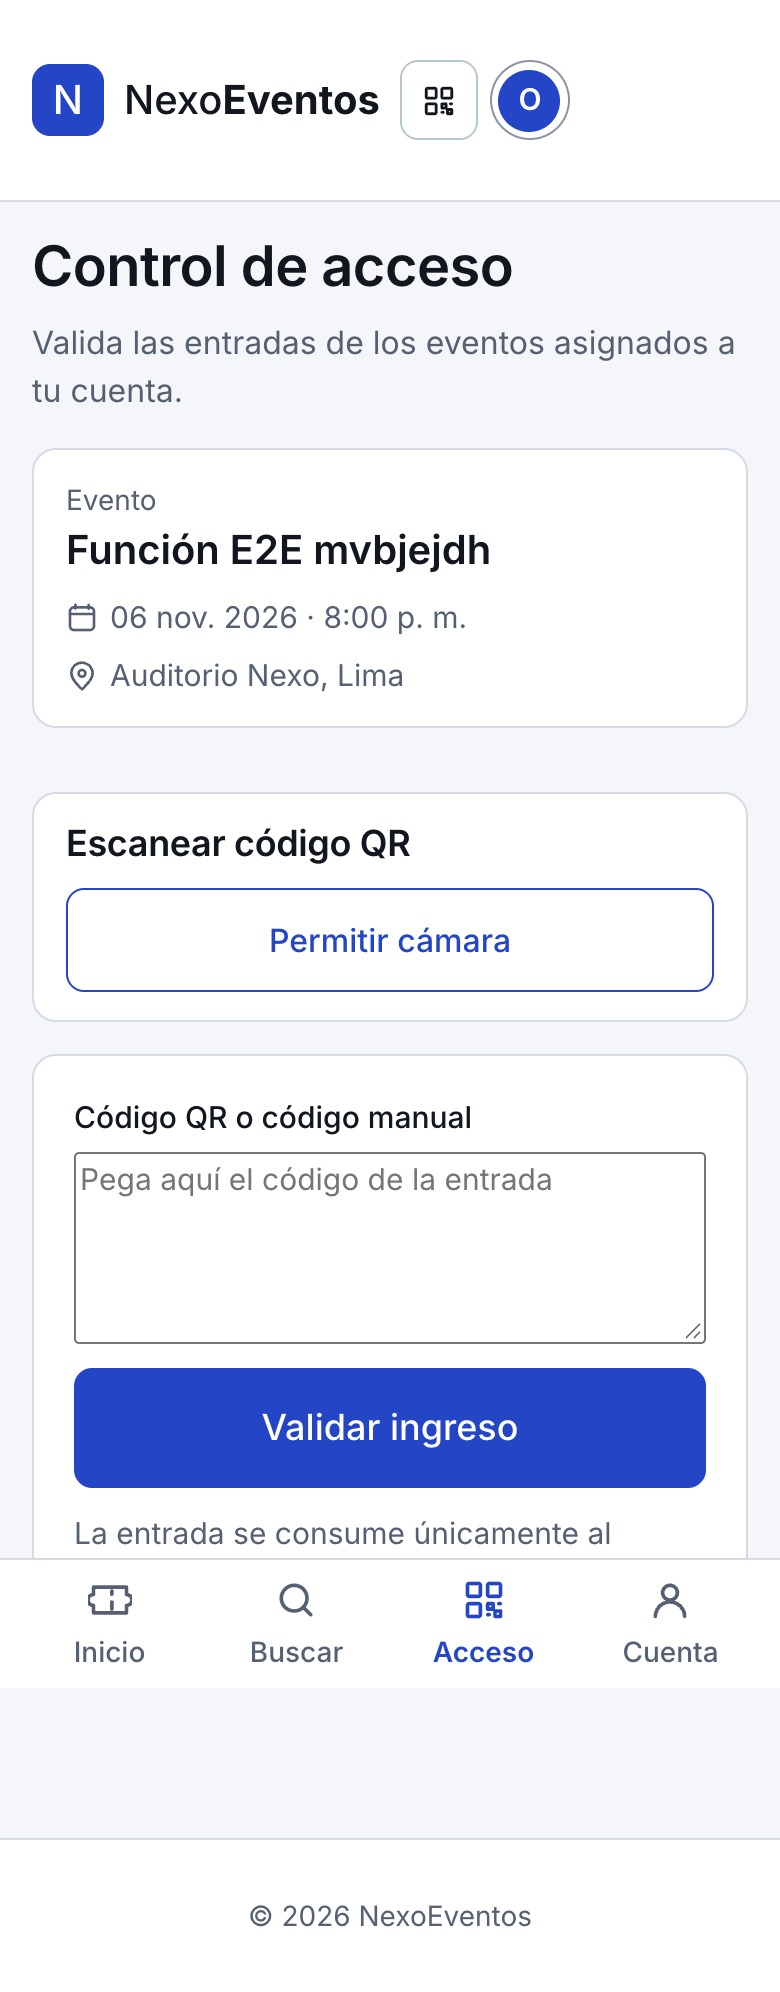 N NexoEventos O
Control de acceso
Valida las entradas de los eventos asignados a
tu cuenta.
Evento
Función E2E mvbjejdh
06 nov. 2026 · 8:00 p. m.
Auditorio Nexo, Lima
Escanear código QR
Permitir cámara
Código QR o código manual
Pega aquí el código de la entrada
Validar ingreso
La entrada se consume únicamente al
Inicio Buscar Acceso Cuenta
© 2026 NexoEventos